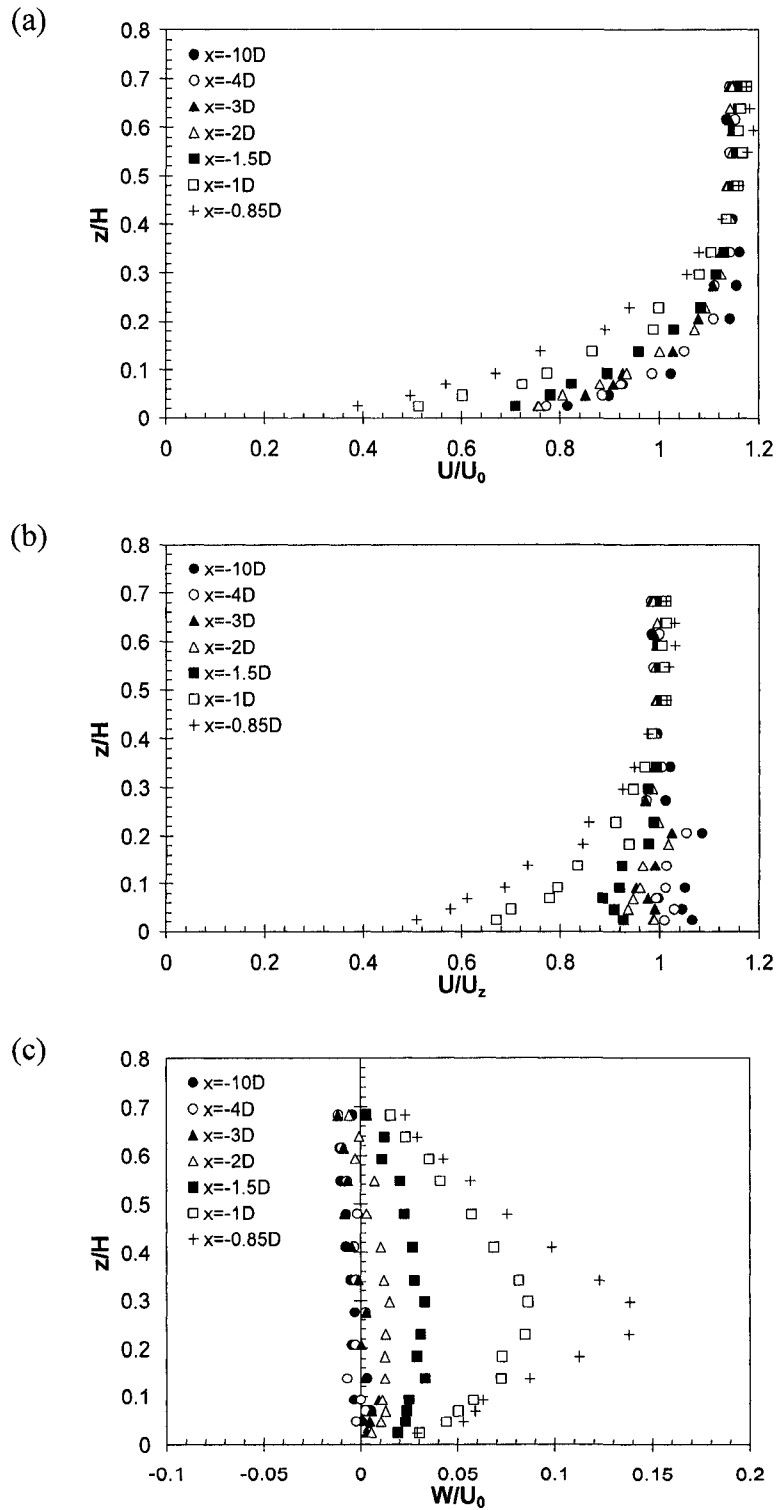 (a)
0.8
0.7
0.6
0.5
0.4
0.3
0.2
0.1
0
z/H
x=-10D
x=-4D
x=-3D
x=-2D
x=-1.5D
x=-1D
x=-0.85D
0 0.2 0.4 0.6 0.8 1 1.2
U/U₀
(b)
0.8
0.7
0.6
0.5
0.4
0.3
0.2
0.1
0
z/H
x=-10D
x=-4D
x=-3D
x=-2D
x=-1.5D
x=-1D
x=-0.85D
0 0.2 0.4 0.6 0.8 1 1.2
U/U_z
(c)
0.8
0.7
0.6
0.5
0.4
0.3
0.2
0.1
0
z/H
x=-10D
x=-4D
x=-3D
x=-2D
x=-1.5D
x=-1D
x=-0.85D
-0.1 -0.05 0 0.05 0.1 0.15 0.2
W/U₀